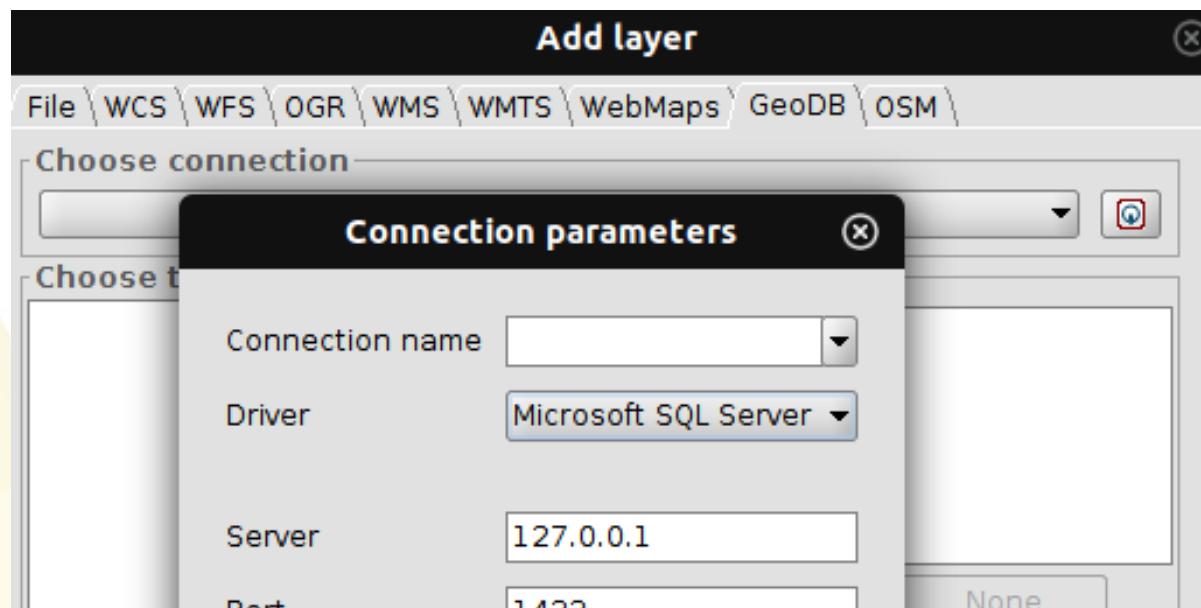 Add layer
File WCS WFS OGR WMS WMTS WebMaps GeoDB OSM
Choose connection
Connection parameters
Choose t
Connection name
Driver Microsoft SQL Server
Server 127.0.0.1
Port
None